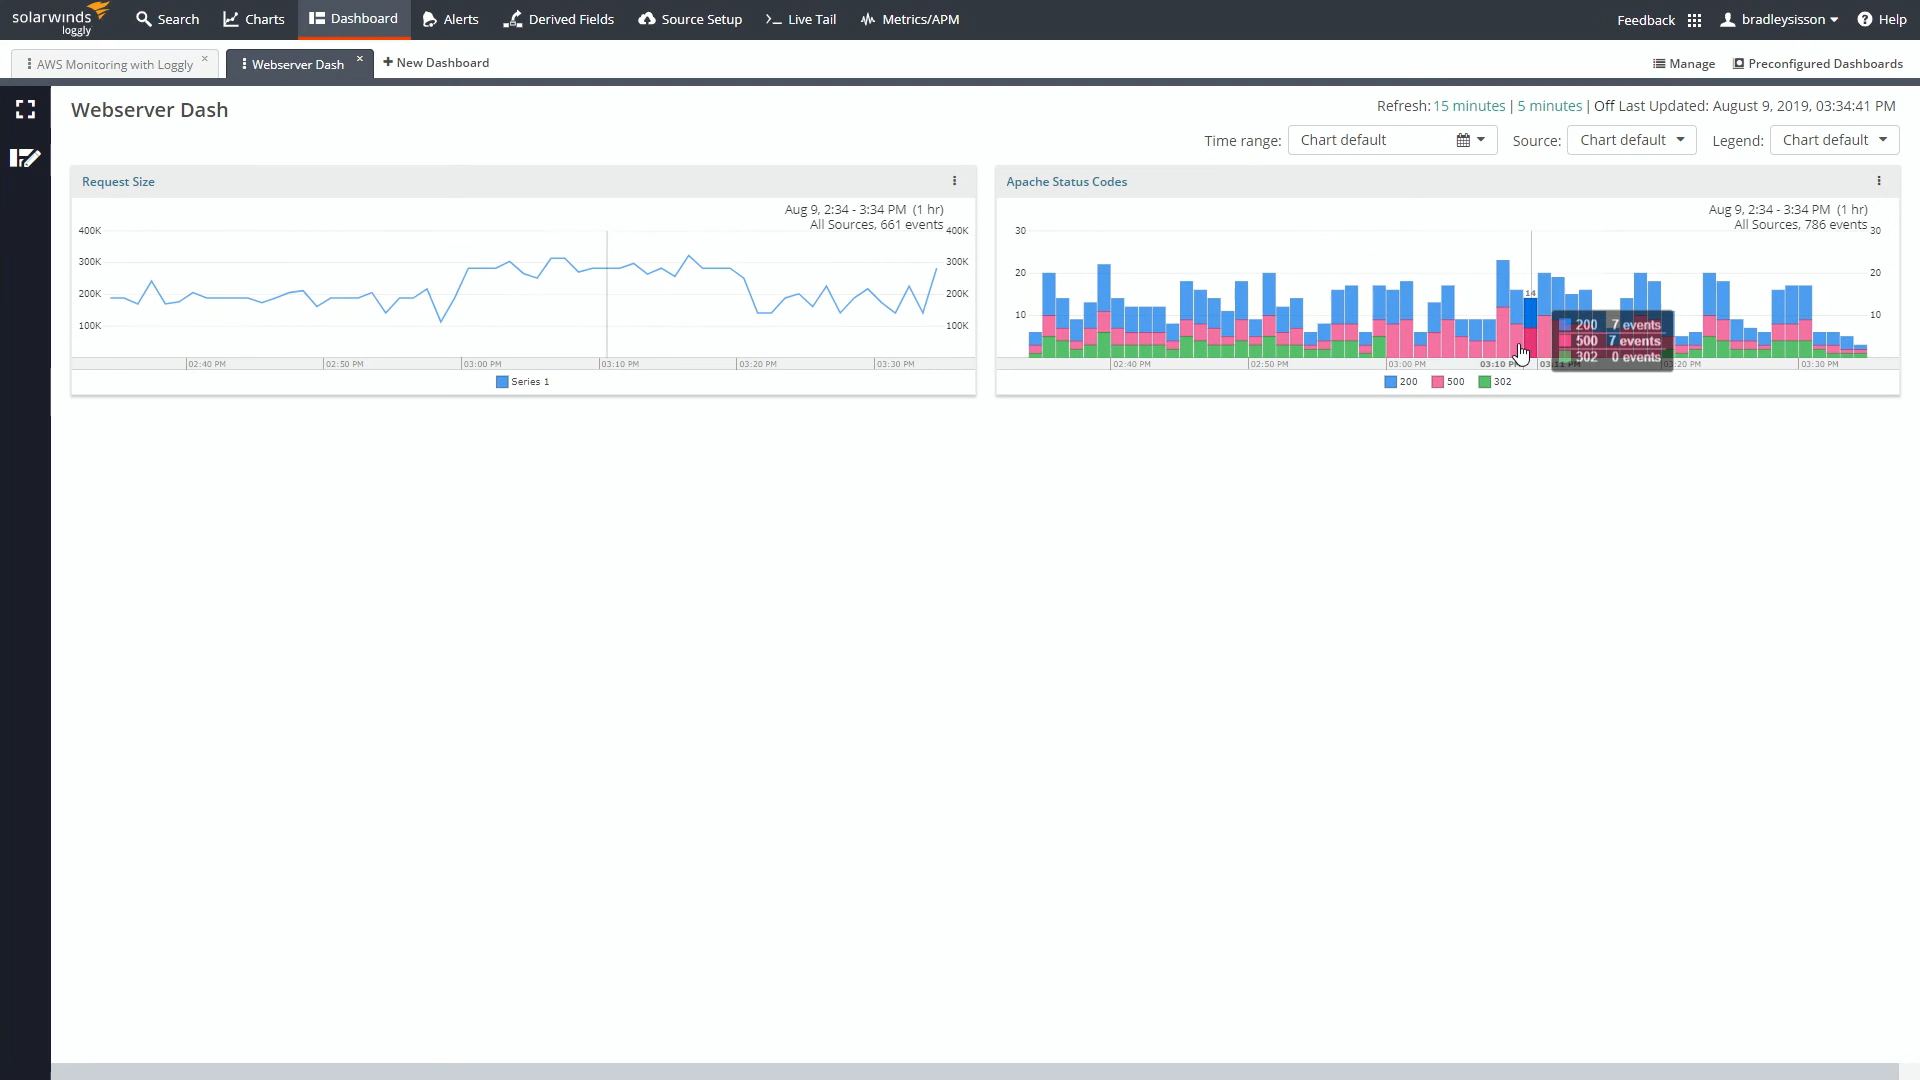 solarwinds
loggly
Search
Charts
Dashboard
Alerts
Derived Fields
Source Setup
Live Tail
Metrics/APM
Feedback
bradleysisson
Help
AWS Monitoring with Loggly ×
Webserver Dash ×
+ New Dashboard
Manage
Preconfigured Dashboards
Webserver Dash
Refresh: 15 minutes | 5 minutes | Off Last Updated: August 9, 2019, 03:34:41 PM
Time range: Chart default
Source: Chart default
Legend: Chart default
Request Size
Aug 9, 2:34 - 3:34 PM (1 hr)
All Sources, 661 events
400K 400K
300K 300K
200K 200K
100K 100K
02:40 PM 02:50 PM 03:00 PM 03:10 PM 03:20 PM 03:30 PM
Series 1
Apache Status Codes
Aug 9, 2:34 - 3:34 PM (1 hr)
All Sources, 786 events
30 30
20 20
14
10 10
200 7 events
500 7 events
302 0 events
02:40 PM 02:50 PM 03:00 PM 03:10 03:20 PM 03:30 PM
200 500 302